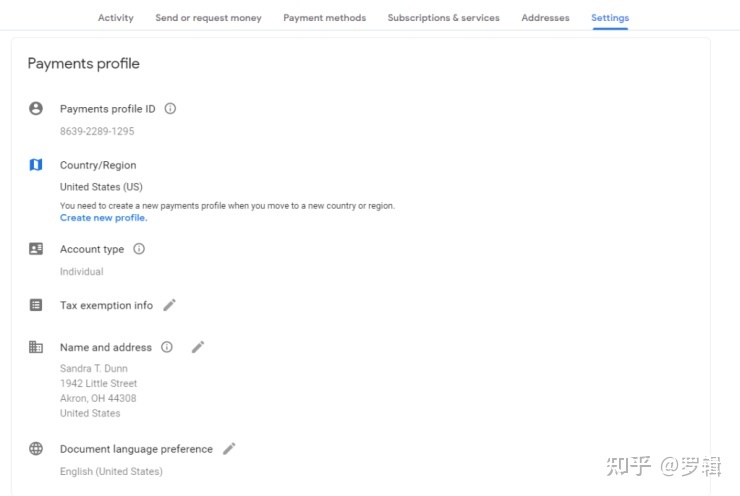 Activity Send or request money Payment methods Subscriptions & services Addresses Settings
Payments profile
Payments profile ID
8639-2289-1295
Country/Region
United States (US)
You need to create a new payments profile when you move to a new country or region.
Create new profile.
Account type
Individual
Tax exemption info
Name and address
Sandra T. Dunn
1942 Little Street
Akron, OH 44308
United States
Document language preference
English (United States)
知乎 @罗辑